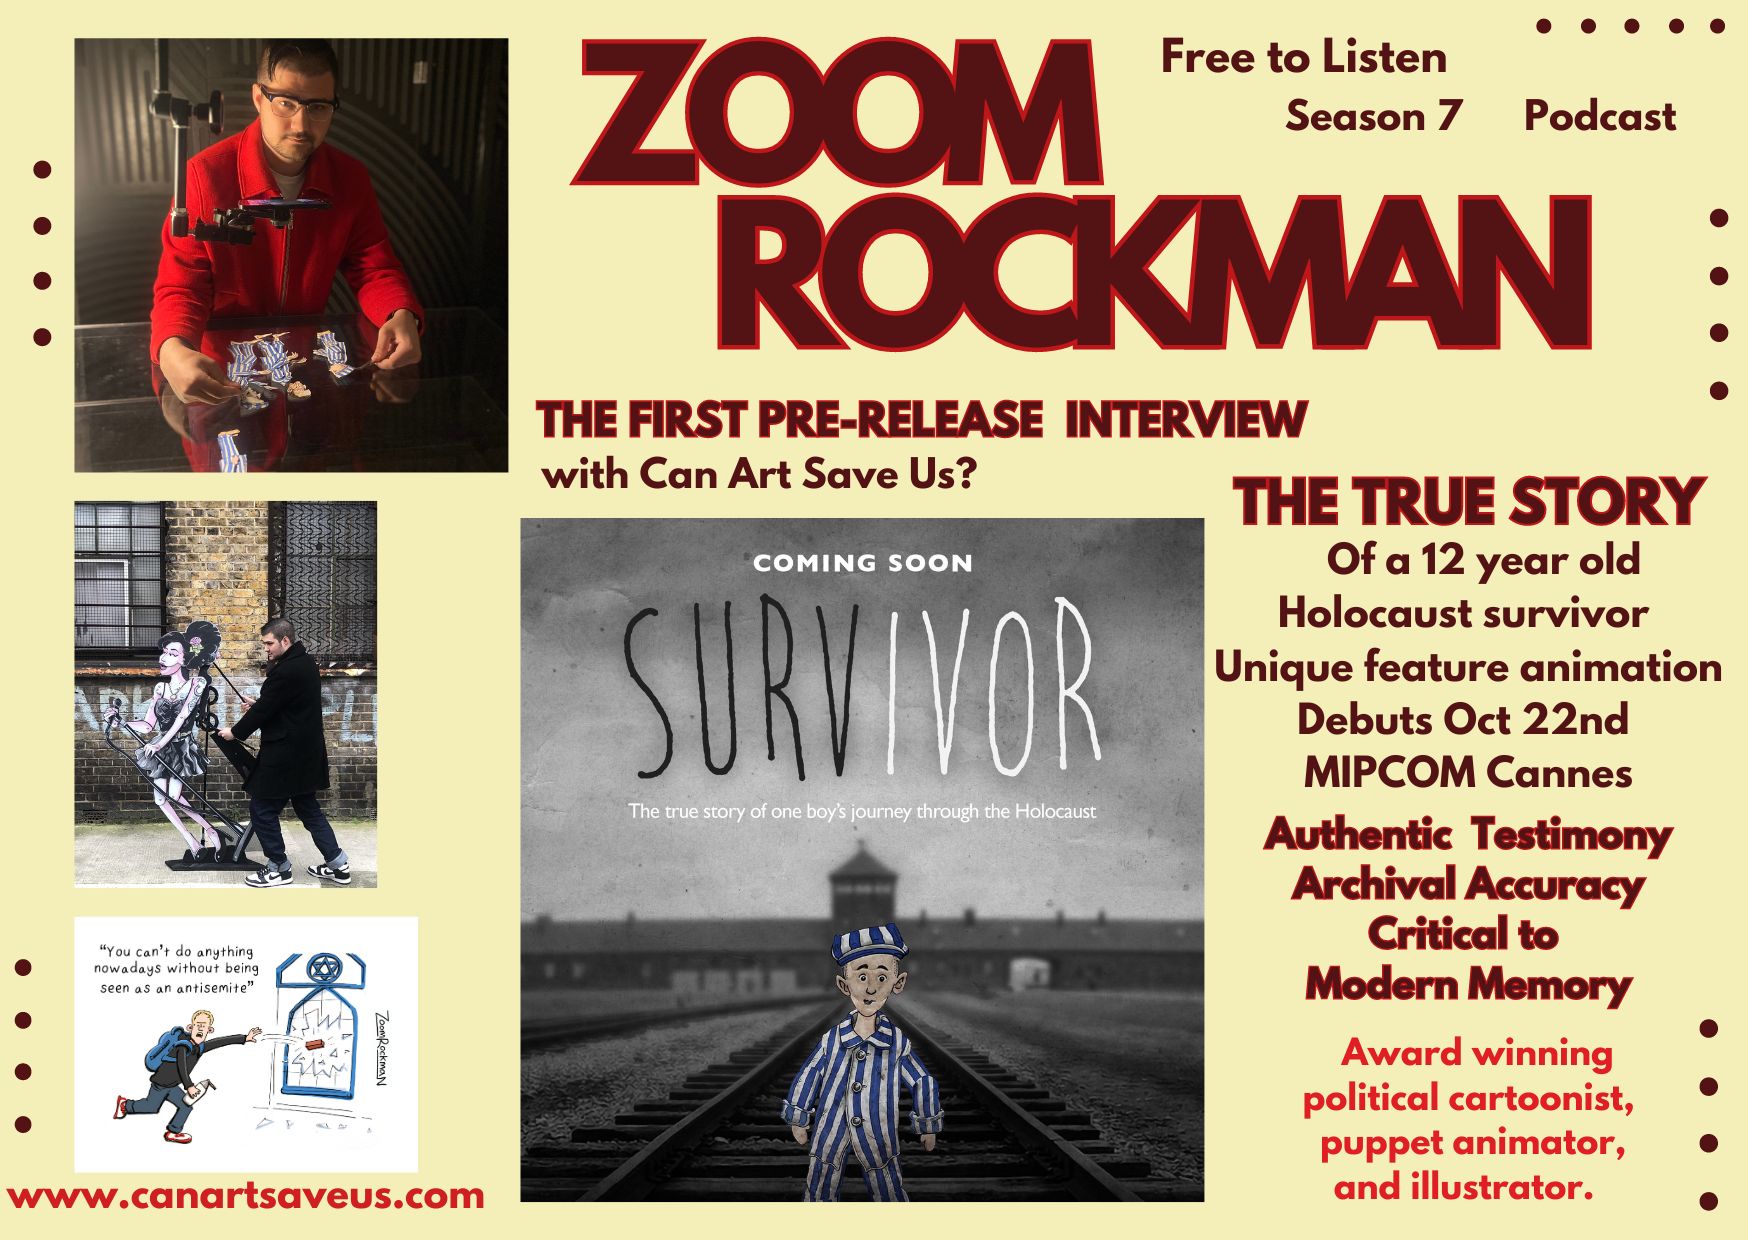 ZOOM
ROCKMAN
Free to Listen
Season 7 Podcast
THE FIRST PRE-RELEASE INTERVIEW
with Can Art Save Us?
COMING SOON
SURVIVOR
The true story of one boy's journey through the Holocaust
THE TRUE STORY
Of a 12 year old
Holocaust survivor
Unique feature animation
Debuts Oct 22nd
MIPCOM Cannes
Authentic Testimony
Archival Accuracy
Critical to
Modern Memory
Award winning
political cartoonist,
puppet animator,
and illustrator.
“You can't do anything
nowadays without being
seen as an antisemite”
ZoomRockmaN
www.canartsaveus.com